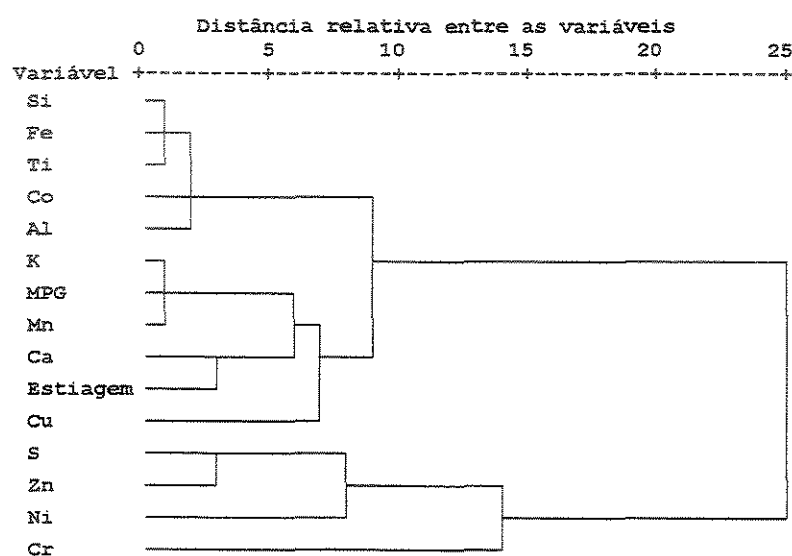 Distância relativa entre as variáveis
0 5 10 15 20 25
Variável
Si
Fe
Ti
Co
Al
K
MPG
Mn
Ca
Estiagem
Cu
S
Zn
Ni
Cr